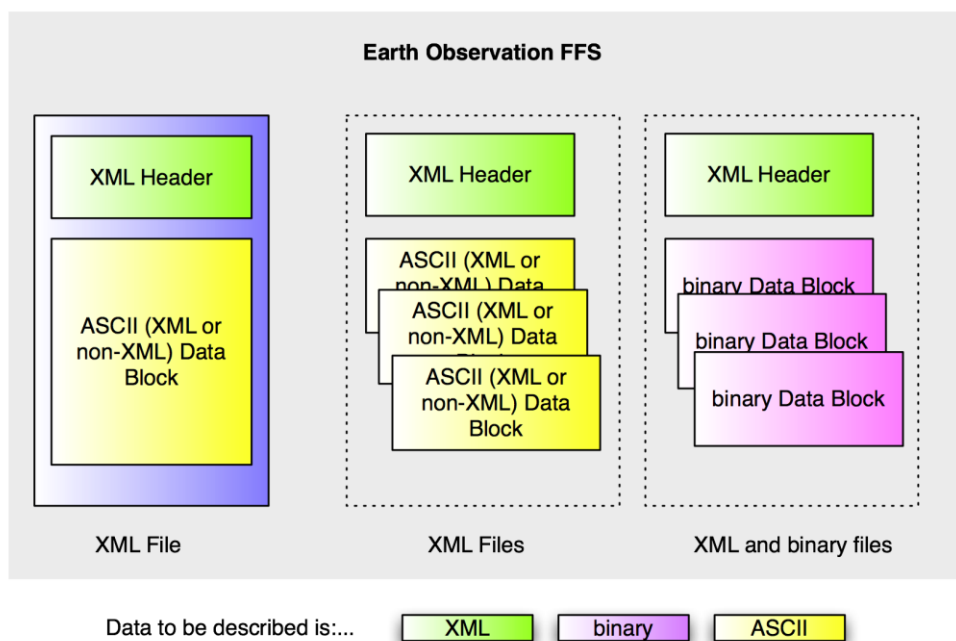 Earth Observation FFS
XML Header
ASCII (XML or
non-XML) Data
Block
XML File
XML Header
ASCII (XML or
non-XML) Data
ASCII (XML or
non-XML) Data
ASCII (XML or
non-XML) Data
Block
XML Files
XML Header
binary Data Block
binary Data Block
binary Data Block
XML and binary files
Data to be described is:...
XML
binary
ASCII